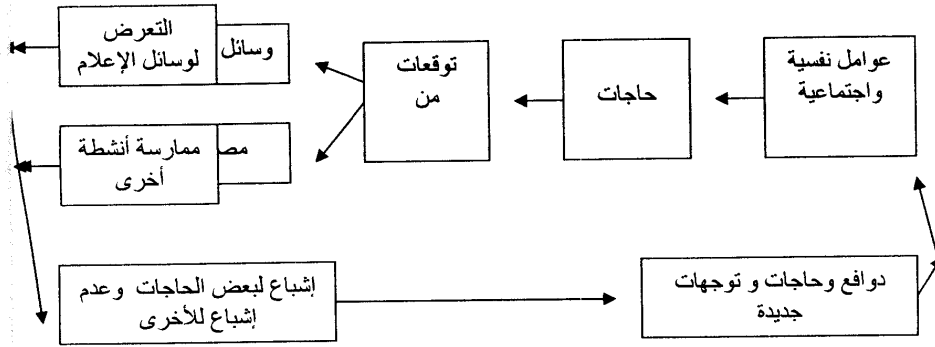 عوامل نفسية
واجتماعية
حاجات
توقعات
من
وسائل
التعرض
لوسائل الإعلام
مصـ
ممارسة أنشطة
أخرى
إشباع لبعض الحاجات وعدم
إشباع للأخرى
دوافع وحاجات و توجهات
جديدة